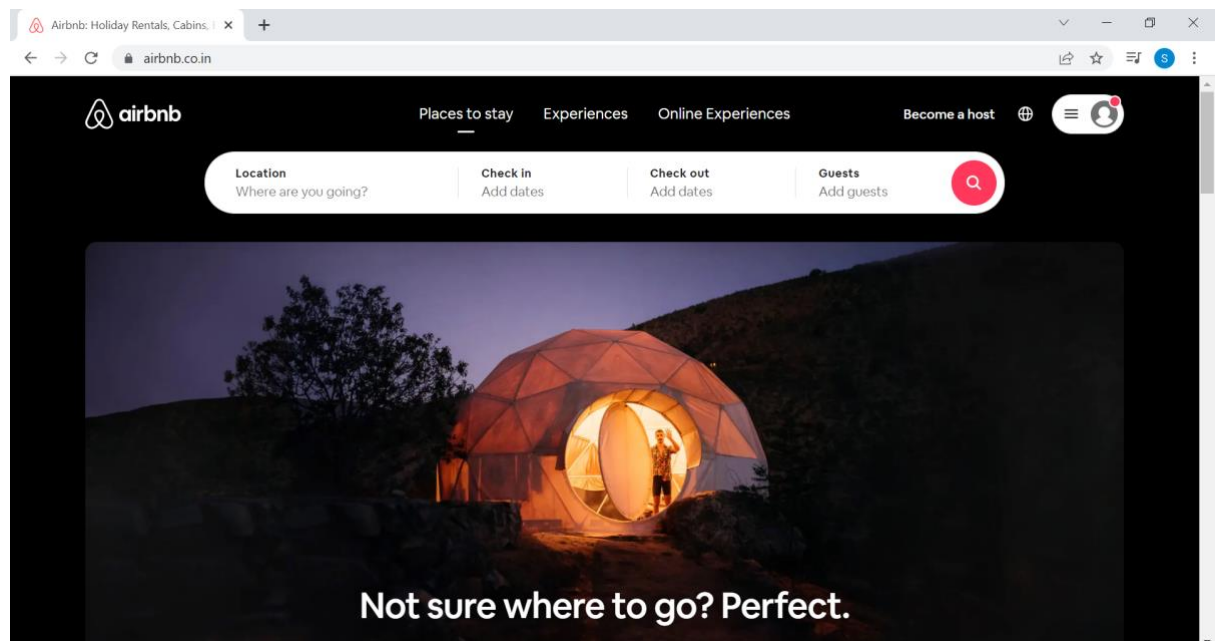 Airbnb: Holiday Rentals, Cabins,
airbnb.co.in
S
airbnb
Places to stay Experiences Online Experiences Become a host
Location Check in Check out Guests
Where are you going? Add dates Add dates Add guests
Not sure where to go? Perfect.